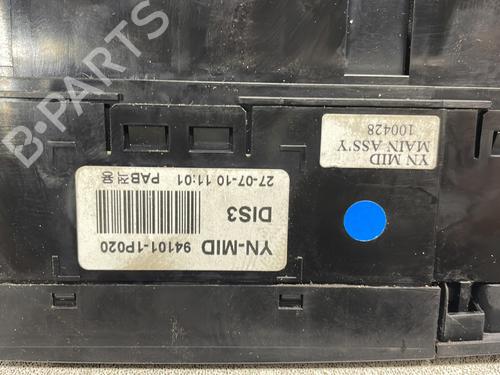 B-PARTS
YN-MID 94101-1P020
DIS3
27-07-10 11:01 PAB
YN MID
MAIN ASS'Y
100428